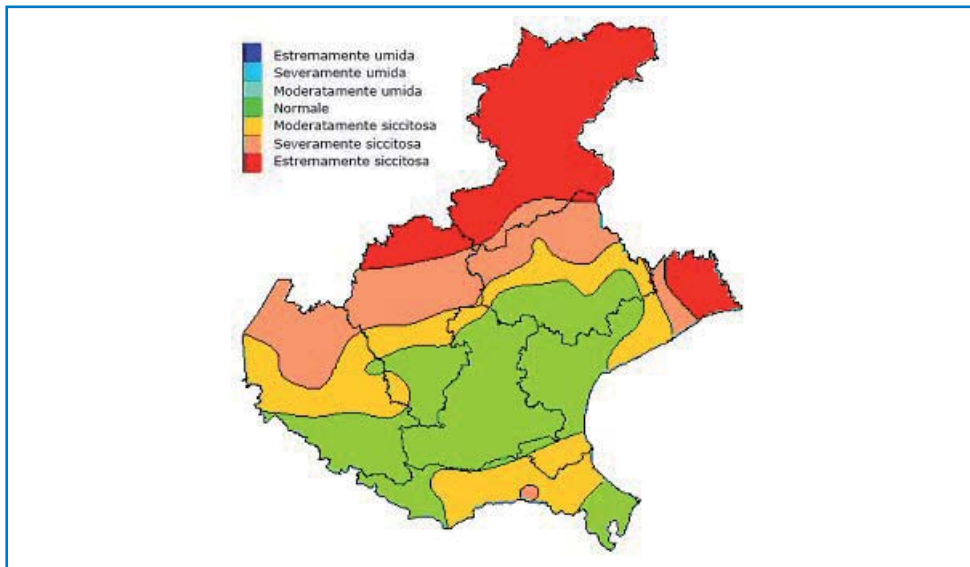 Estremamente umida
Severamente umida
Moderatamente umida
Normale
Moderatamente siccitosa
Severamente siccitosa
Estremamente siccitosa